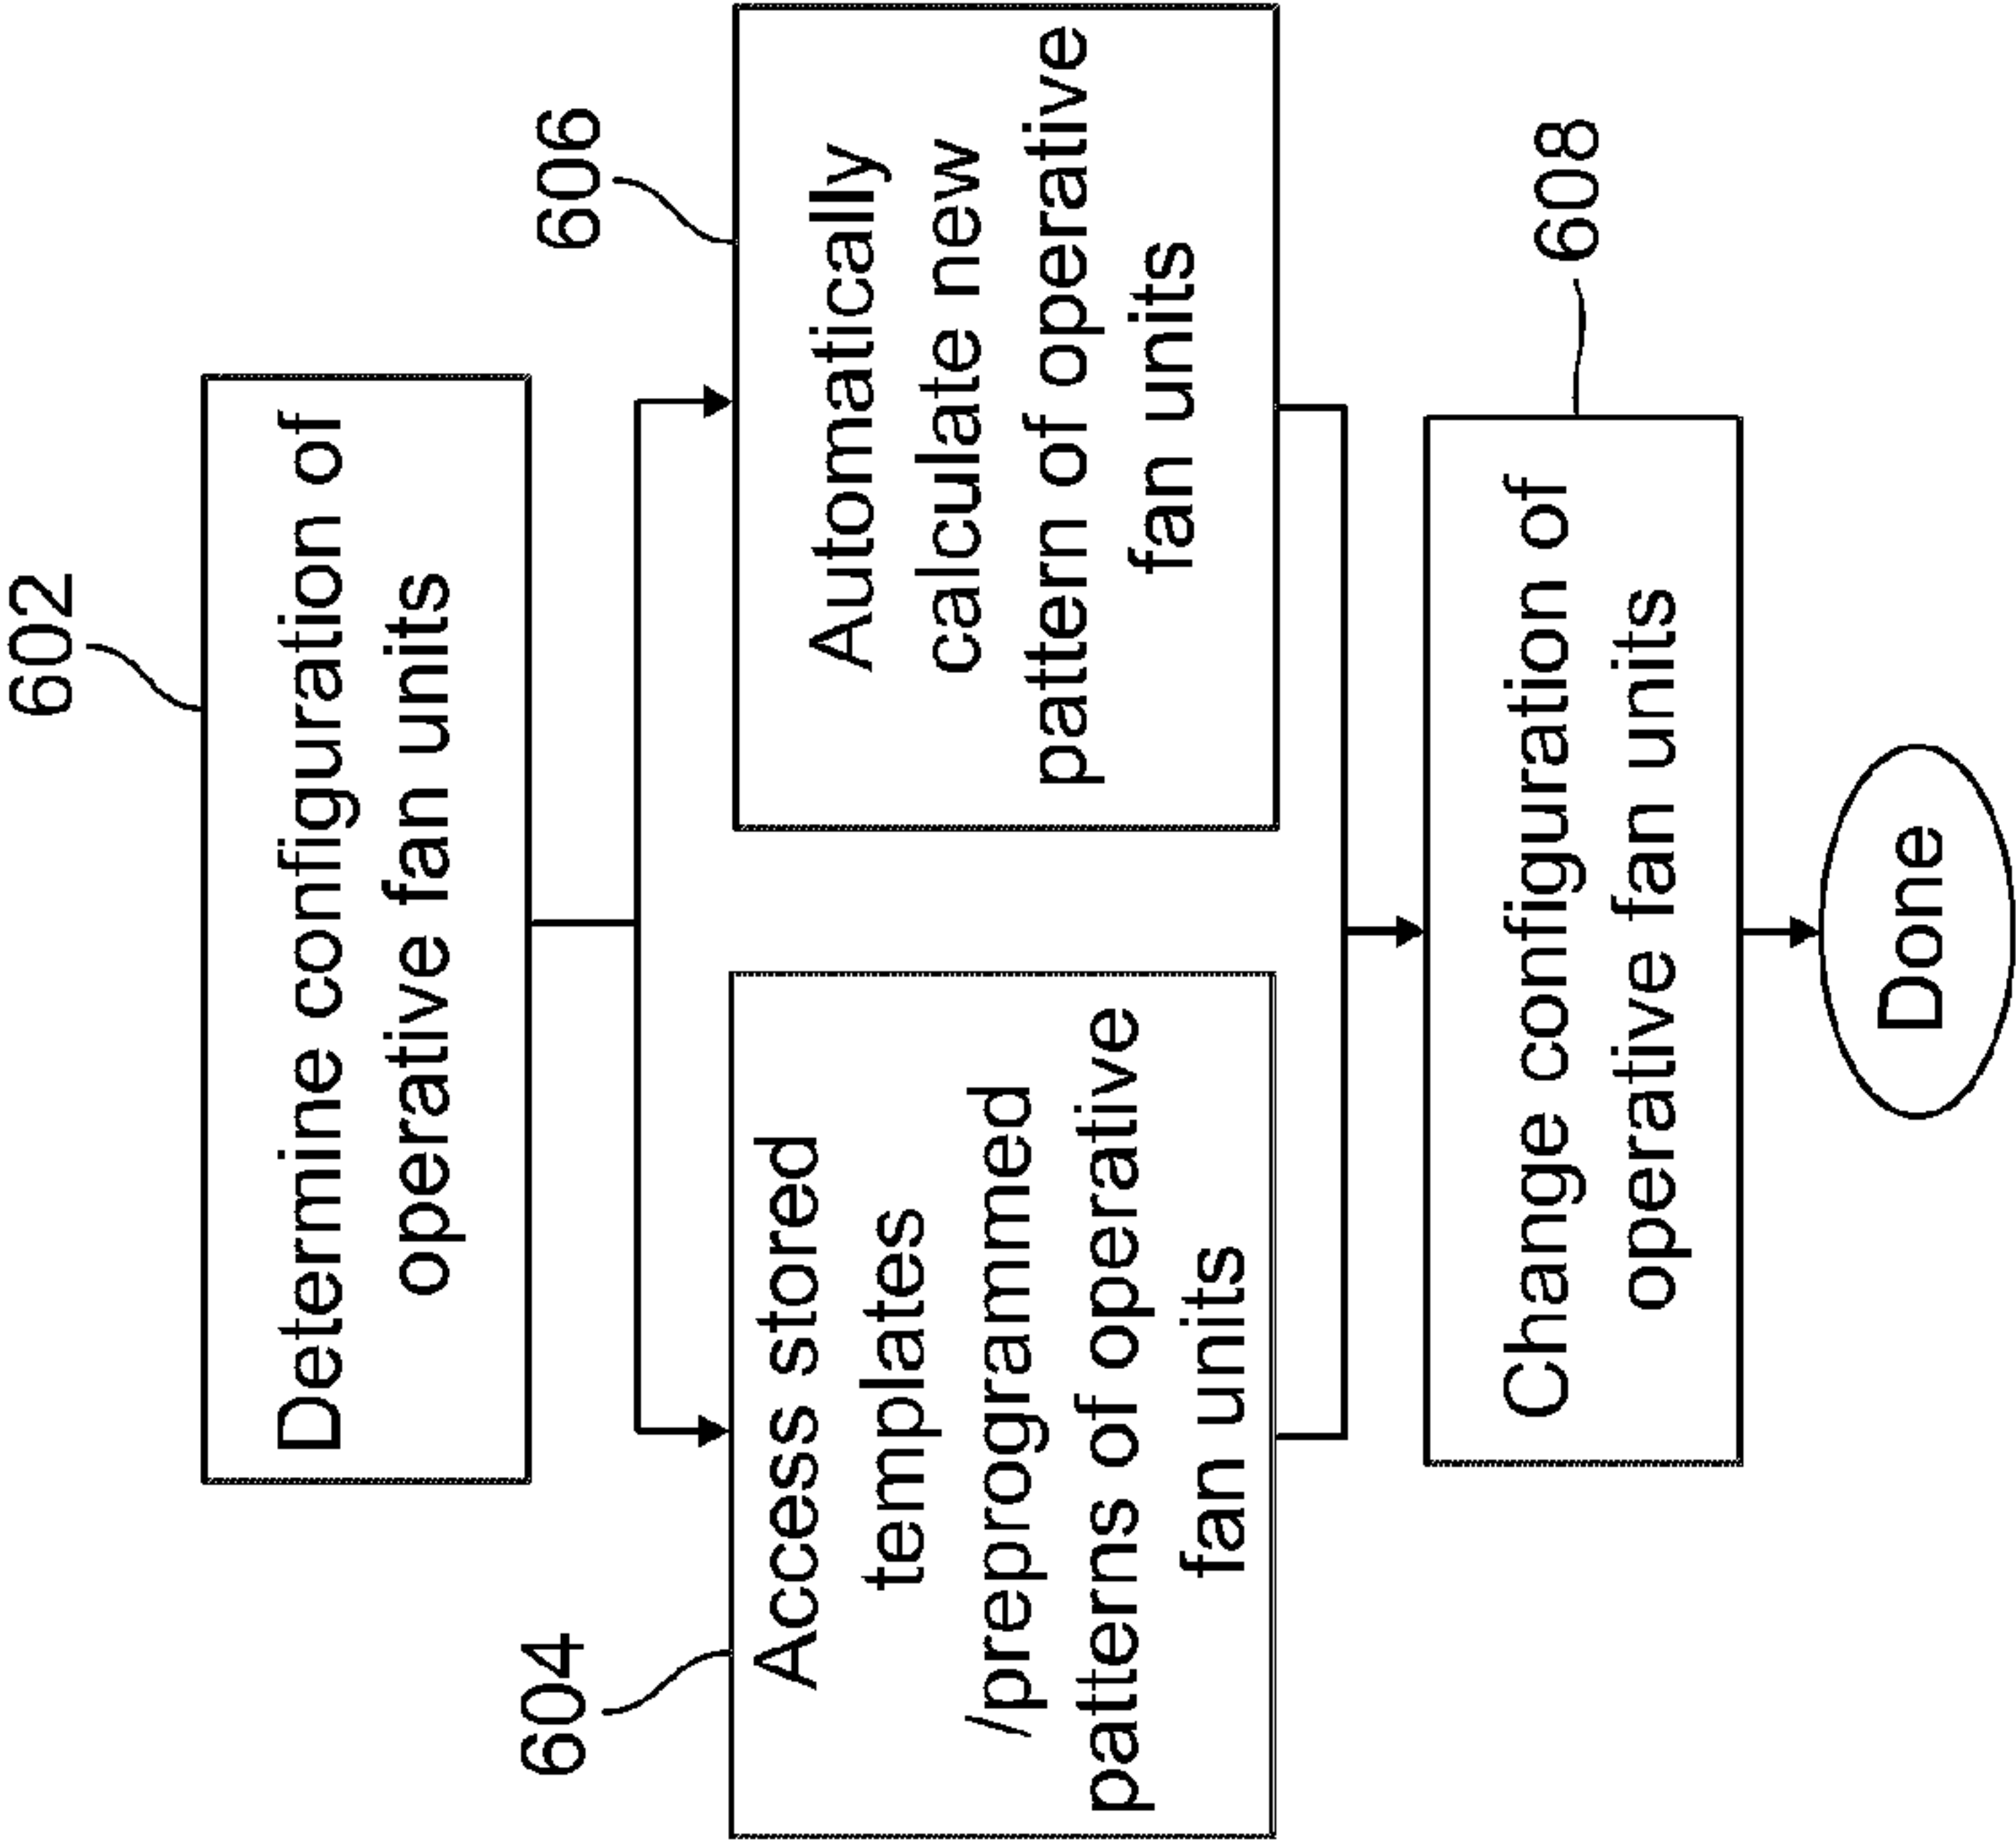 602
Determine configuration of
operative fan units
604
Access stored
templates
/preprogrammed
patterns of operative
fan units
606
Automatically
calculate new
pattern of operative
fan units
608
Change configuration of
operative fan units
Done